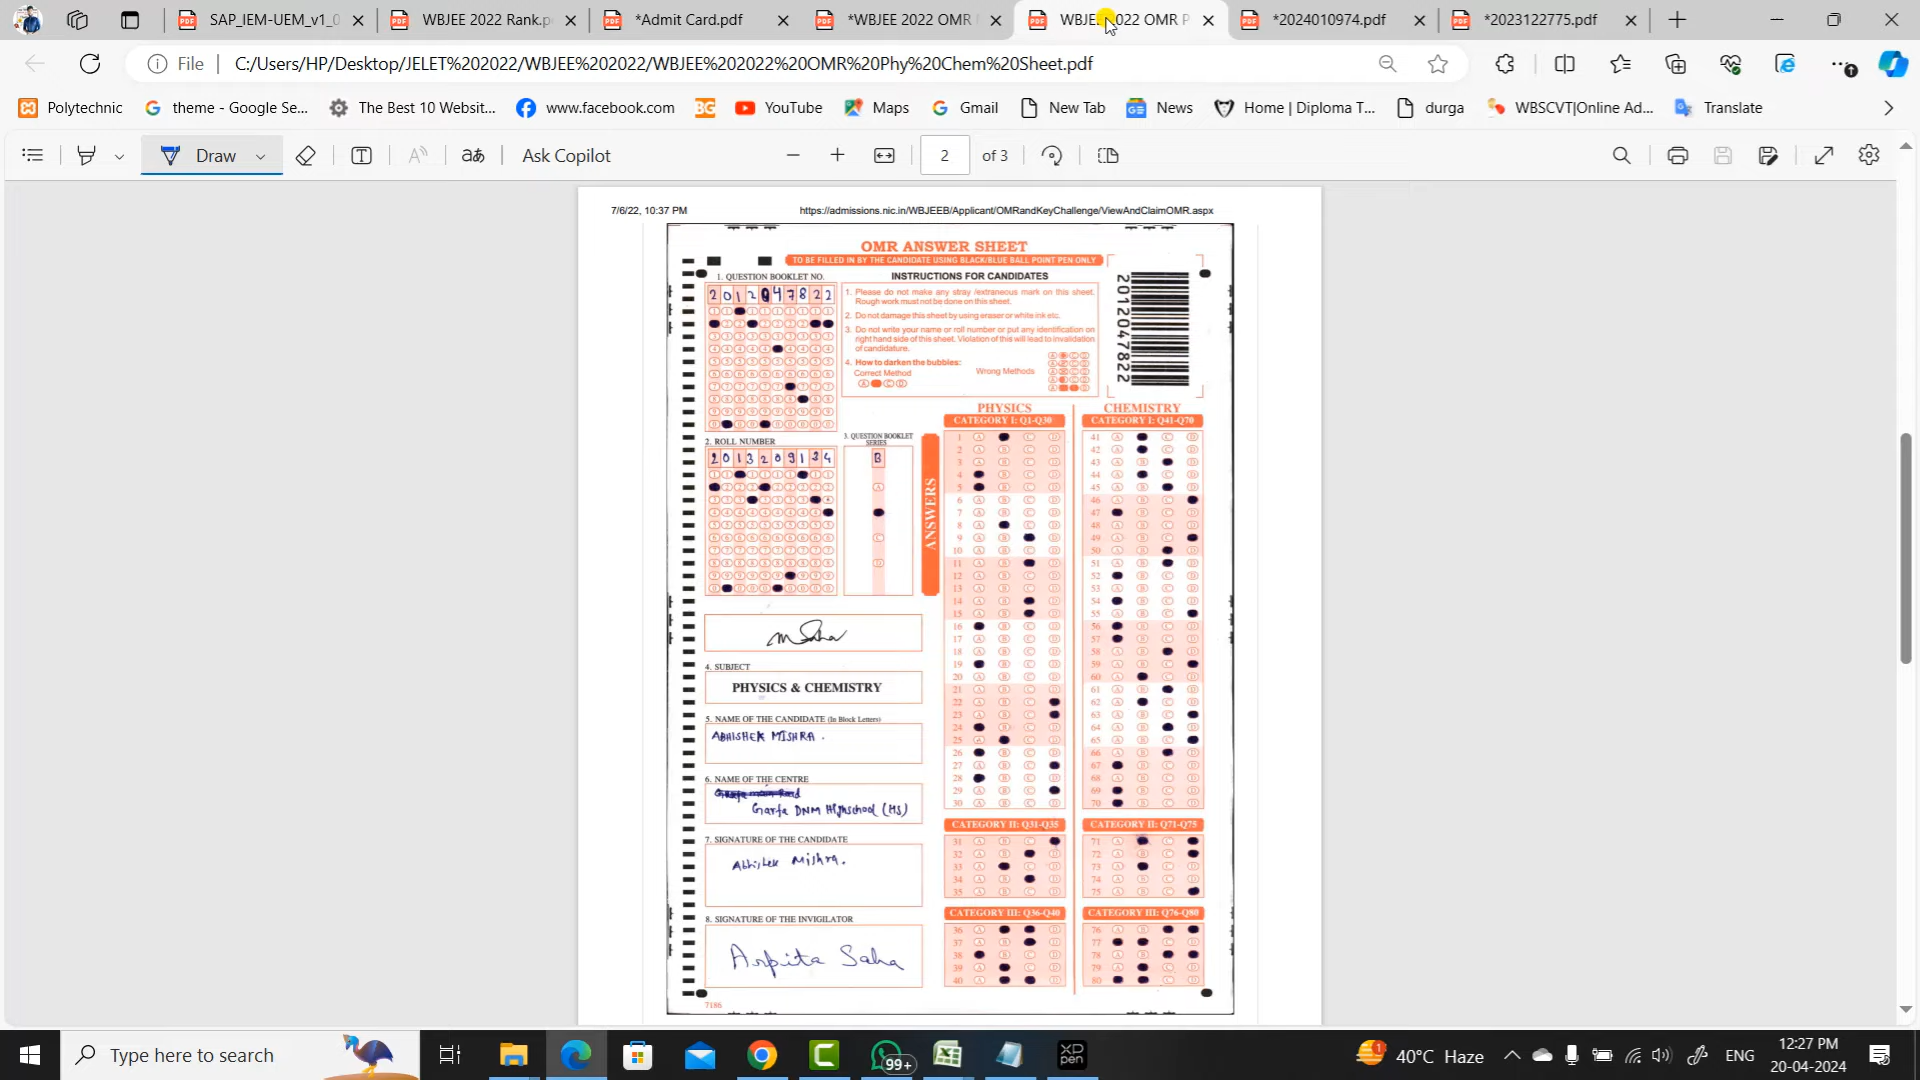 SAP_IEM-UEM_v1_0
WBJEE 2022 Rank.p
*Admit Card.pdf
*WBJEE 2022 OMR
WBJEE 2022 OMR P
*2024010974.pdf
*2023122775.pdf
File
C:/Users/HP/Desktop/JELET%202022/WBJEE%202022/WBJEE%202022%20OMR%20Phy%20Chem%20Sheet.pdf
Polytechnic
theme - Google Se...
The Best 10 Websit...
www.facebook.com
YouTube
Maps
Gmail
New Tab
News
Home | Diploma T...
durga
WBSCVT|Online Ad...
Translate
Draw
Ask Copilot
2 of 3
7/6/22, 10:37 PM
https://admissions.nic.in/WBJEEB/Applicant/OMRandKeyChallenge/ViewAndClaimOMR.aspx
OMR ANSWER SHEET
TO BE FILLED IN BY THE CANDIDATE USING BLACK/BLUE BALL POINT PEN ONLY
1. QUESTION BOOKLET NO.
2012047822
INSTRUCTIONS FOR CANDIDATES
1. Please do not make any stray /extraneous mark on this sheet.
Rough work must not be done on this sheet.
2. Do not damage this sheet by using eraser or white ink etc.
3. Do not write your name or roll number or put any identification on
right hand side of this sheet. Violation of this will lead to invalidation
of candidature.
4. How to darken the bubbles:
Correct Method
Wrong Methods
2012047822
2. ROLL NUMBER
2013209134
3. QUESTION BOOKLET
SERIES
B
ANSWERS
PHYSICS
CATEGORY I: Q1-Q30
CHEMISTRY
CATEGORY I: Q41-Q70
M Saha
4. SUBJECT
PHYSICS & CHEMISTRY
5. NAME OF THE CANDIDATE (In Block Letters)
ABHISHEK MISHRA.
6. NAME OF THE CENTRE
Garfa DNM Highschool (HS)
7. SIGNATURE OF THE CANDIDATE
Abhishek Mishra.
8. SIGNATURE OF THE INVIGILATOR
Arpita Saha
CATEGORY II: Q31-Q35
CATEGORY II: Q71-Q75
CATEGORY III: Q36-Q40
CATEGORY III: Q76-Q80
7186
Type here to search
99+
XP PEN
40°C Haze
ENG
12:27 PM
20-04-2024